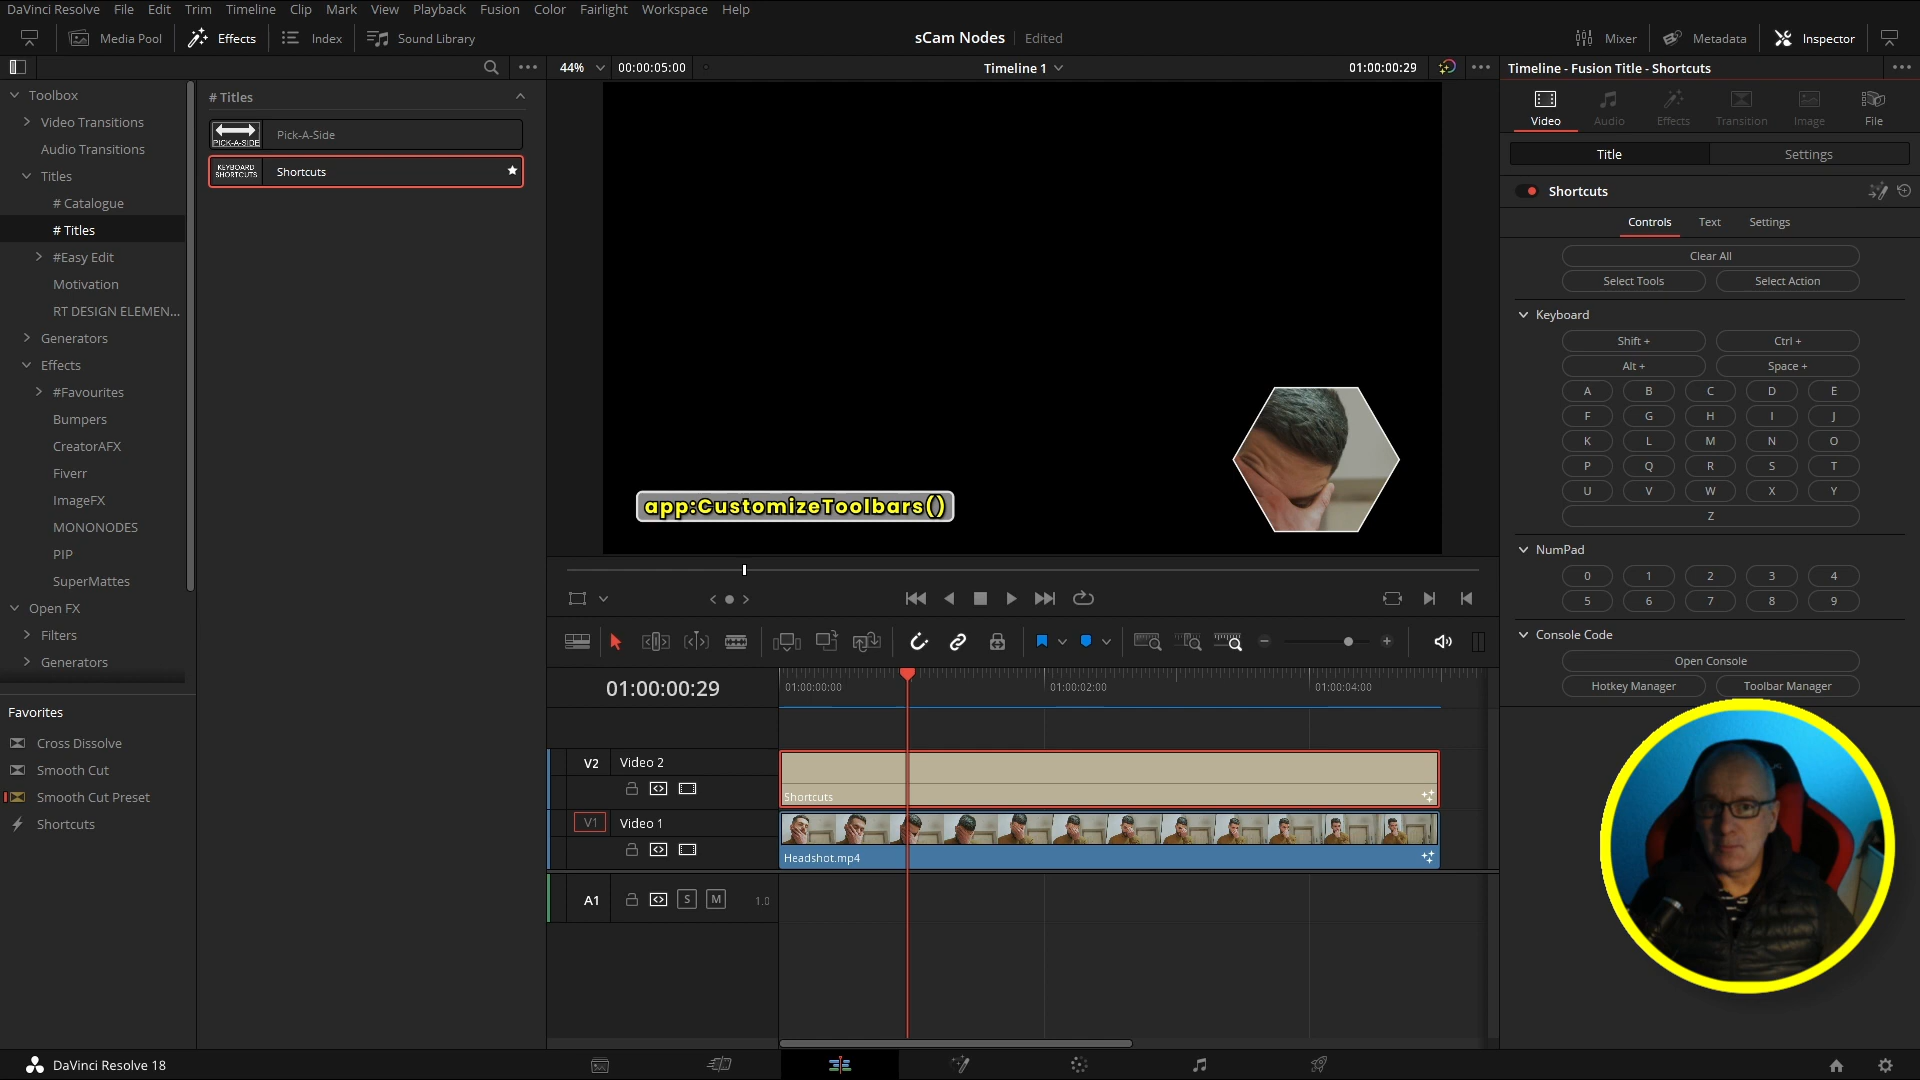 DaVinci Resolve File Edit Trim Timeline Clip Mark View Playback Fusion Color Fairlight Workspace Help
Media Pool Effects Index Sound Library
sCam Nodes Edited
Mixer Metadata Inspector
44% 00:00:05:00 Timeline 1 01:00:00:29
Timeline - Fusion Title - Shortcuts
Toolbox
Video Transitions
Audio Transitions
Titles
# Catalogue
# Titles
#Easy Edit
Motivation
RT DESIGN ELEMEN...
Generators
Effects
#Favourites
Bumpers
CreatorAFX
Fiverr
ImageFX
MONONODES
PIP
SuperMattes
Open FX
Filters
Generators
Favorites
Cross Dissolve
Smooth Cut
Smooth Cut Preset
Shortcuts
# Titles
PICK-A-SIDE Pick-A-Side
KEYBOARD
SHORTCUTS
Shortcuts
app:CustomizeToolbars()
Video Audio Effects Transition Image File
Title Settings
Shortcuts
Controls Text Settings
Clear All
Select Tools Select Action
Keyboard
Shift + Ctrl +
Alt + Space +
A B C D E
F G H I J
K L M N O
P Q R S T
U V W X Y
Z
NumPad
0 1 2 3 4
5 6 7 8 9
Console Code
Open Console
Hotkey Manager Toolbar Manager
01:00:00:29
01:00:00:00 01:00:02:00 01:00:04:00
V2 Video 2
Shortcuts
V1 Video 1
Headshot.mp4
A1 S M 1.0
DaVinci Resolve 18